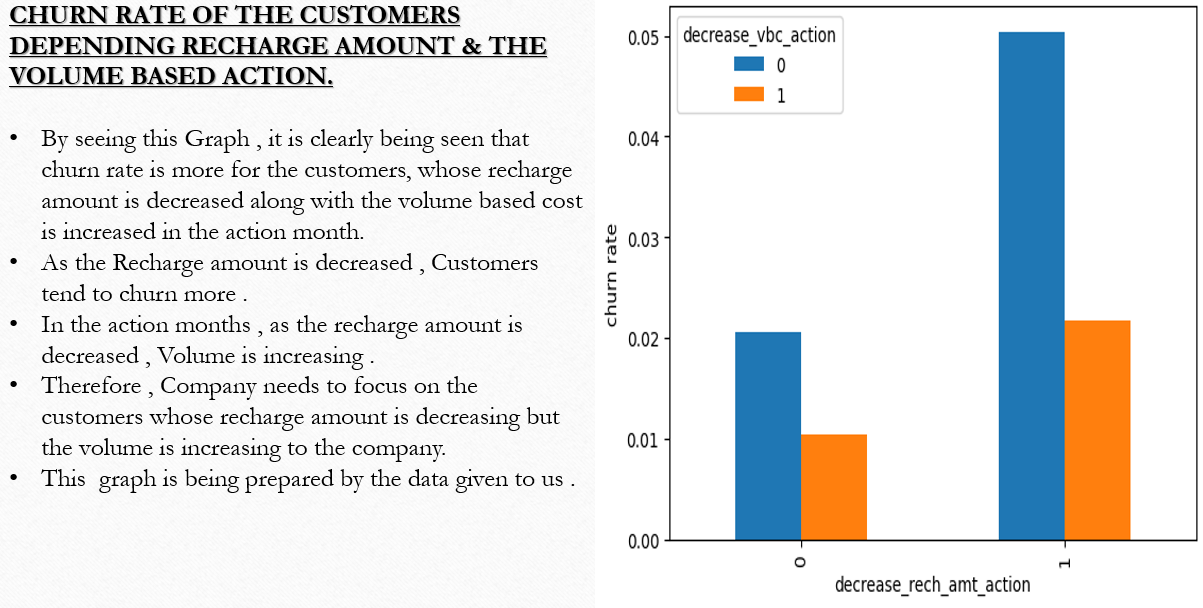 CHURN RATE OF THE CUSTOMERS
DEPENDING RECHARGE AMOUNT & THE
VOLUME BASED ACTION.
• By seeing this Graph , it is clearly being seen that
churn rate is more for the customers, whose recharge
amount is decreased along with the volume based cost
is increased in the action month.
• As the Recharge amount is decreased , Customers
tend to churn more .
• In the action months , as the recharge amount is
decreased , Volume is increasing .
• Therefore , Company needs to focus on the
customers whose recharge amount is decreasing but
the volume is increasing to the company.
• This  graph is being prepared by the data given to us .
decrease_vbc_action
0
1
churn rate
0.05
0.04
0.03
0.02
0.01
0.00
0
1
decrease_rech_amt_action